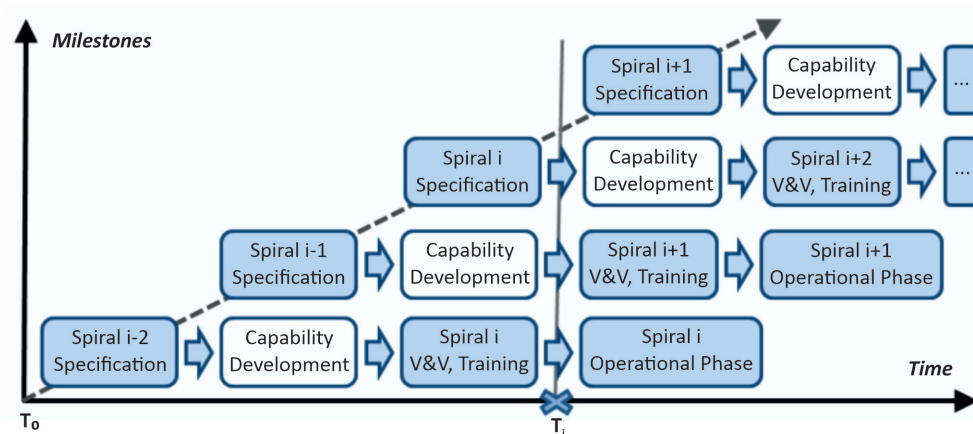 Milestones
Spiral i+1
Specification
Capability
Development
...
Spiral i
Specification
Capability
Development
Spiral i+2
V&V, Training
...
Spiral i-1
Specification
Capability
Development
Spiral i+1
V&V, Training
Spiral i+1
Operational Phase
Spiral i-2
Specification
Capability
Development
Spiral i
V&V, Training
Spiral i
Operational Phase
Time
T₀
Tᵢ